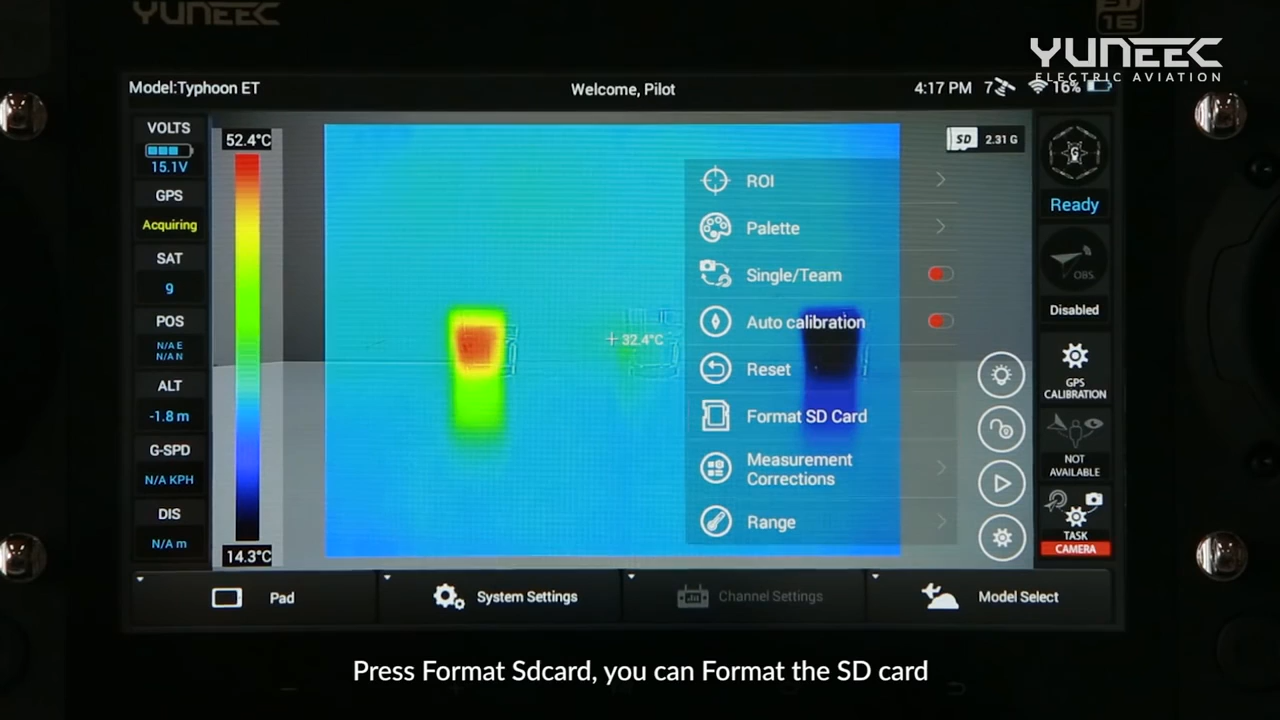 YUNEEC
ST
16
YUNEEC
ELECTRIC AVIATION
Model:Typhoon ET
Welcome, Pilot
4:17 PM
7
16%
VOLTS
15.1V
GPS
Acquiring
SAT
9
POS
N/A E
N/A N
ALT
-1.8 m
G-SPD
N/A KPH
DIS
N/A m
52.4°C
14.3°C
+32.4°C
SD 2.31 G
ROI
Palette
Single/Team
Auto calibration
Reset
Format SD Card
Measurement
Corrections
Range
G
Ready
OBS.
Disabled
GPS
CALIBRATION
NOT
AVAILABLE
TASK
CAMERA
Pad
System Settings
Channel Settings
Model Select
Press Format Sdcard, you can Format the SD card